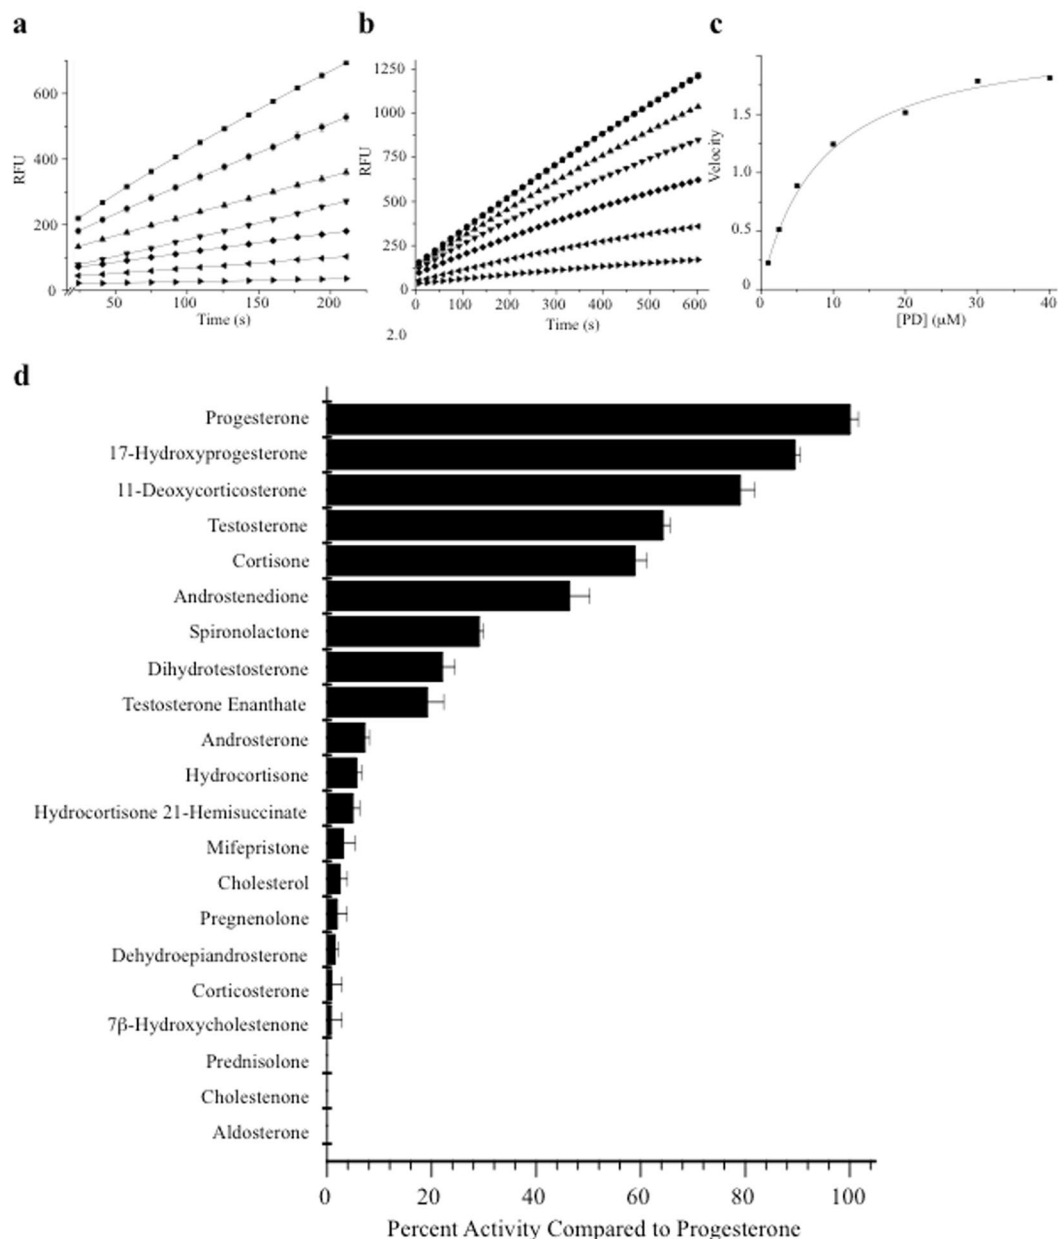 a
b
c
600
400
200
0
RFU
50
100
150
200
Time (s)
1250
1000
750
500
250
0
RFU
0
100
200
300
400
500
600
Time (s)
2.0
1.5
1.0
0.5
0
Velocity
0
10
20
30
40
[PD] (µM)
d
Progesterone
17-Hydroxyprogesterone
11-Deoxycorticosterone
Testosterone
Cortisone
Androstenedione
Spironolactone
Dihydrotestosterone
Testosterone Enanthate
Androsterone
Hydrocortisone
Hydrocortisone 21-Hemisuccinate
Mifepristone
Cholesterol
Pregnenolone
Dehydroepiandrosterone
Corticosterone
7β-Hydroxycholestenone
Prednisolone
Cholestenone
Aldosterone
0
20
40
60
80
100
Percent Activity Compared to Progesterone